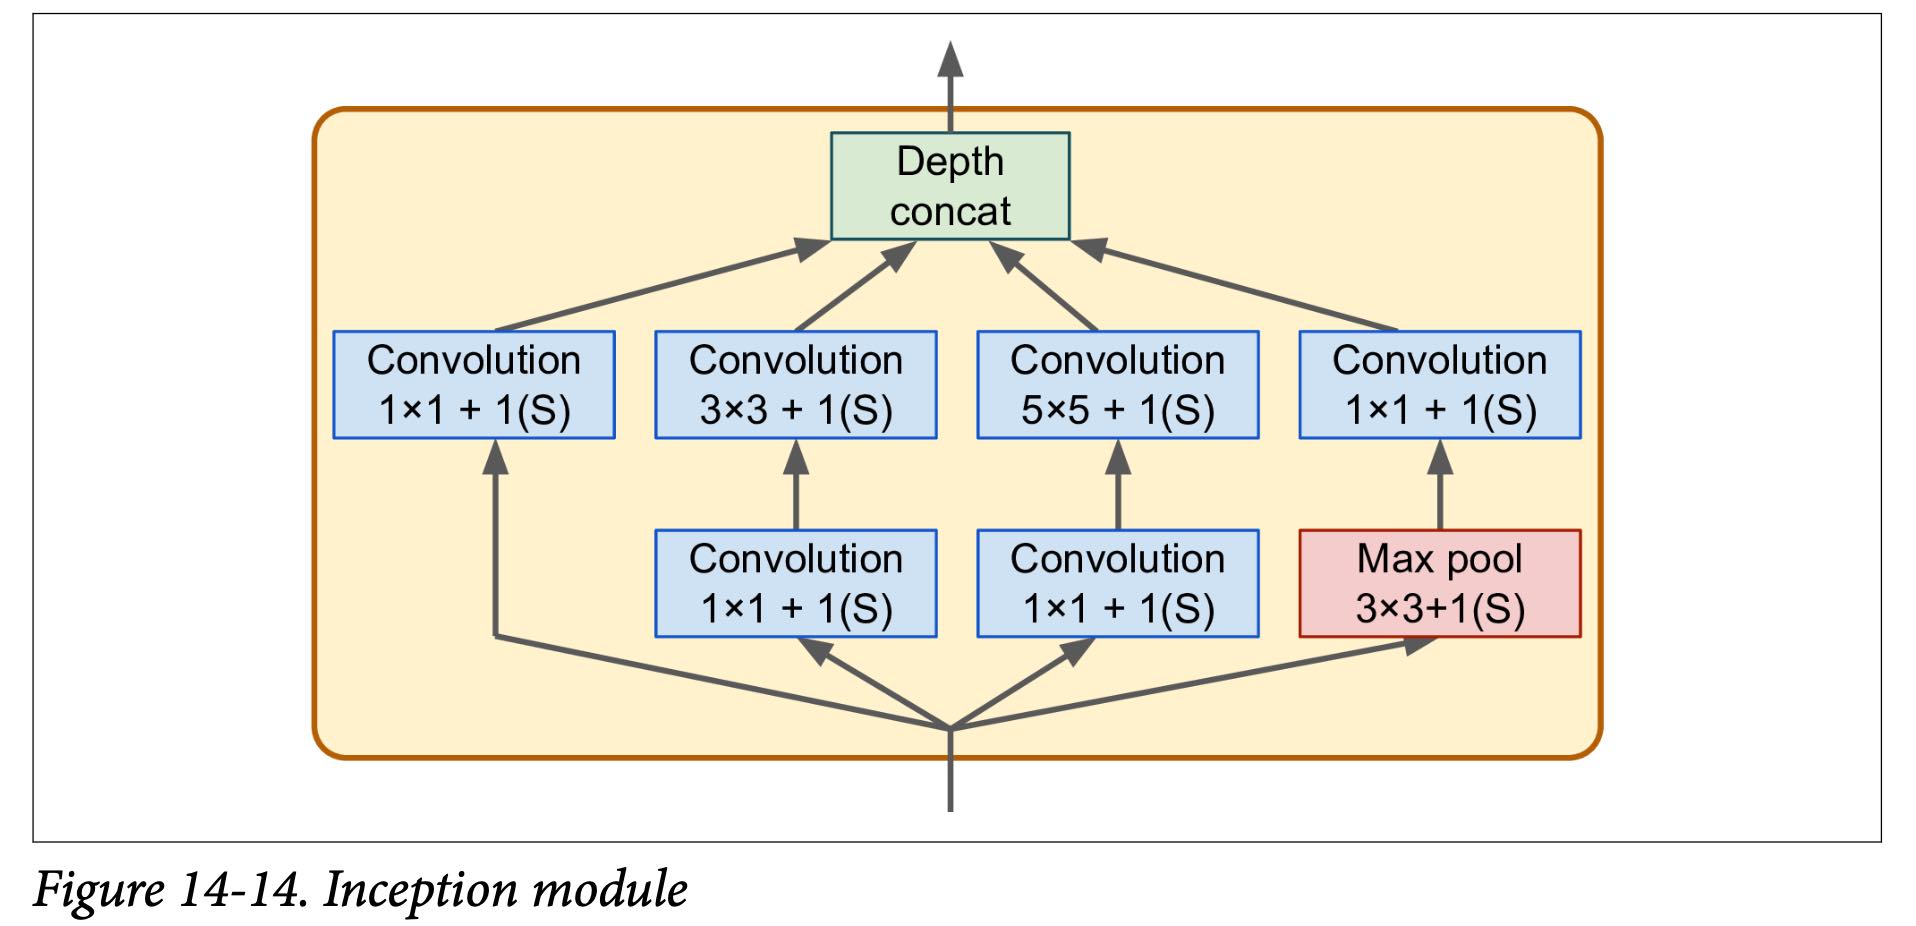 Depth
concat
Convolution
1×1 + 1(S)
Convolution
3×3 + 1(S)
Convolution
5×5 + 1(S)
Convolution
1×1 + 1(S)
Convolution
1×1 + 1(S)
Convolution
1×1 + 1(S)
Max pool
3×3+1(S)
Figure 14-14. Inception module